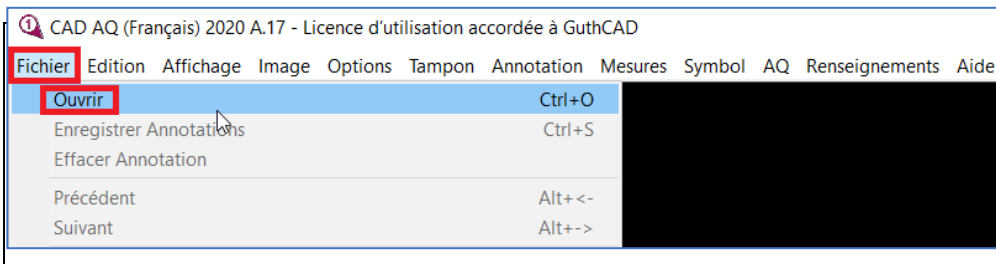 CAD AQ (Français) 2020 A.17 - Licence d'utilisation accordée à GuthCAD
Fichier Edition Affichage Image Options Tampon Annotation Mesures Symbol AQ Renseignements Aide
Ouvrir Ctrl+O
Enregistrer Annotations Ctrl+S
Effacer Annotation
Précédent Alt+<-
Suivant Alt+->